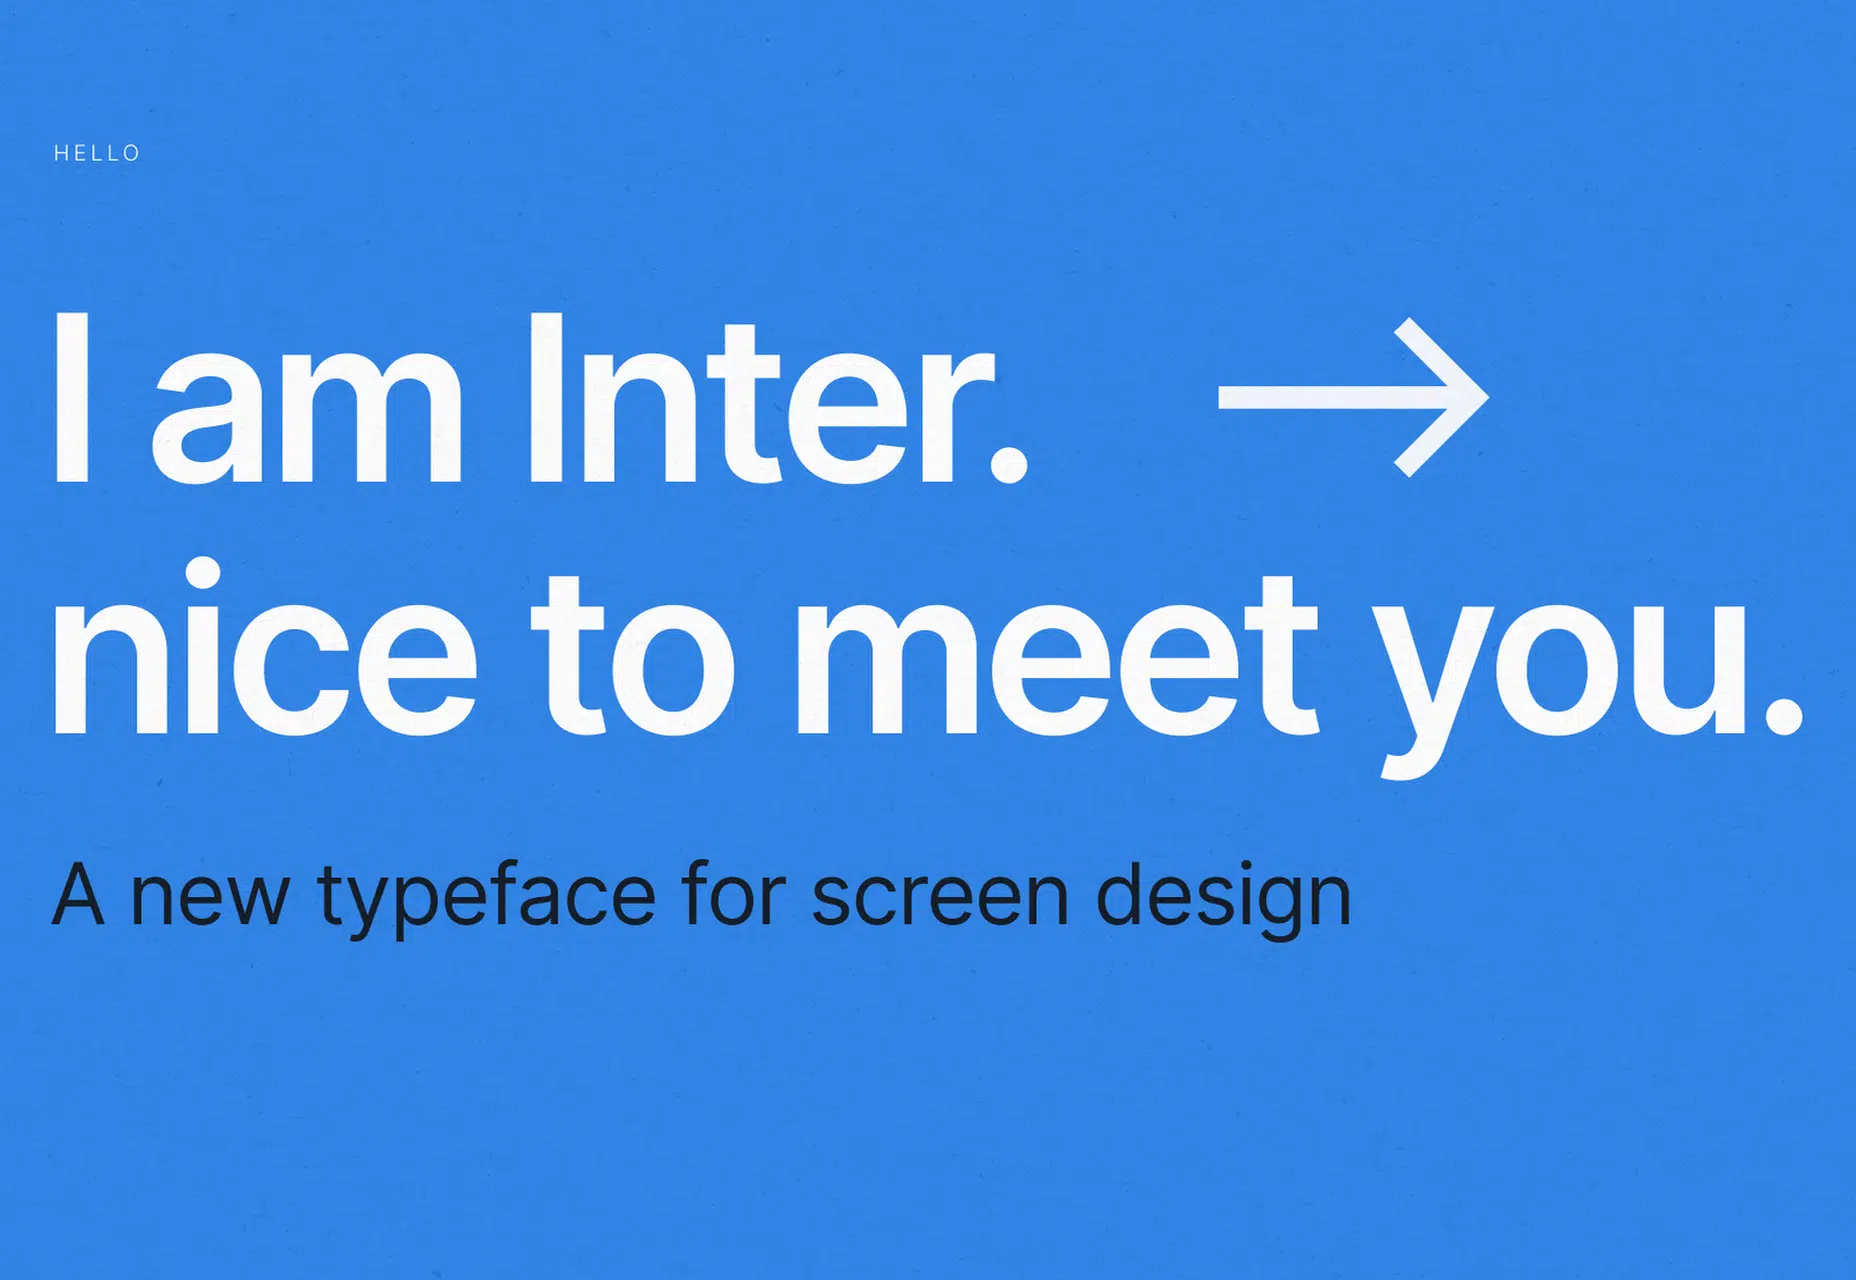 HELLO
I am Inter. →
nice to meet you.
A new typeface for screen design